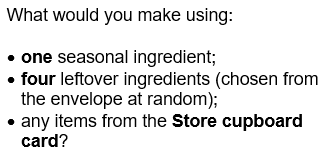 What would you make using:
• one seasonal ingredient;
• four leftover ingredients (chosen from
the envelope at random);
• any items from the Store cupboard
card?